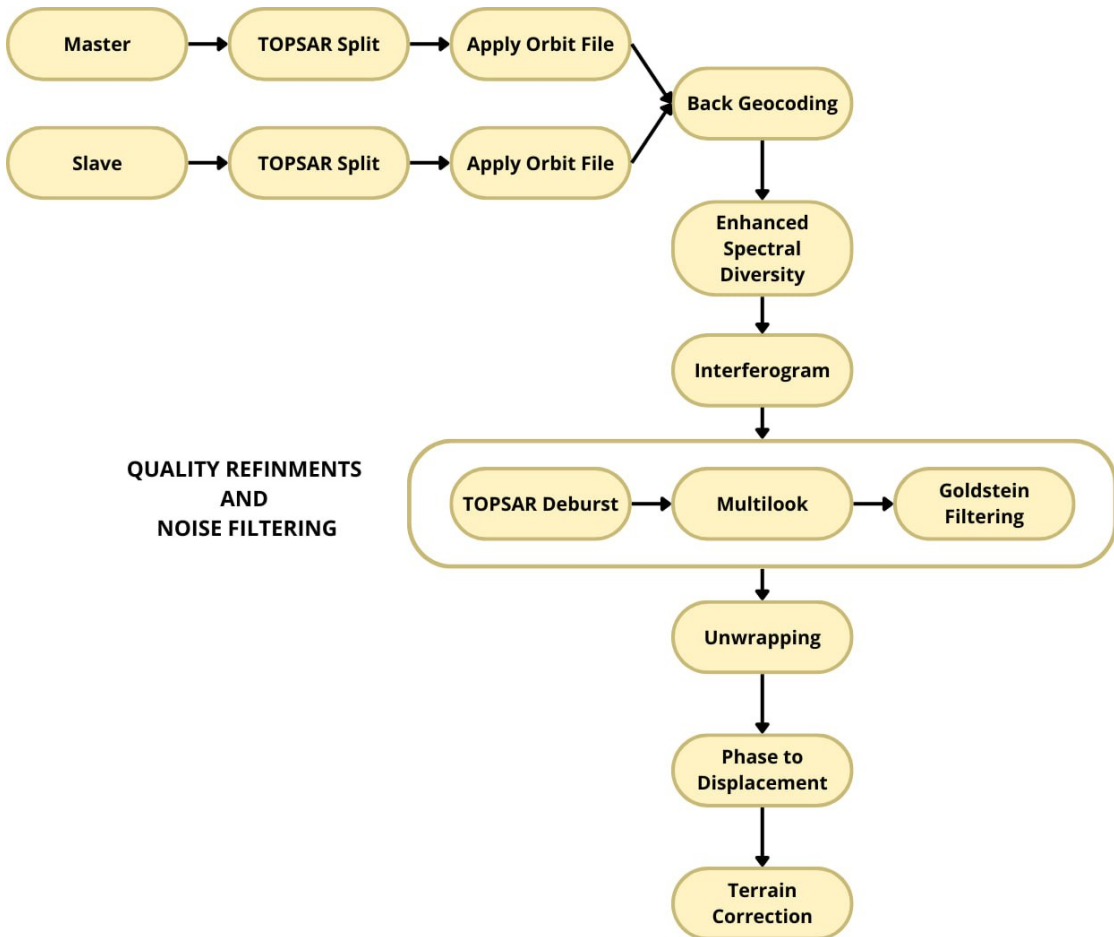 Master
TOPSAR Split
Apply Orbit File
Slave
TOPSAR Split
Apply Orbit File
Back Geocoding
Enhanced
Spectral
Diversity
Interferogram
QUALITY REFINMENTS
AND
NOISE FILTERING
TOPSAR Deburst
Multilook
Goldstein
Filtering
Unwrapping
Phase to
Displacement
Terrain
Correction